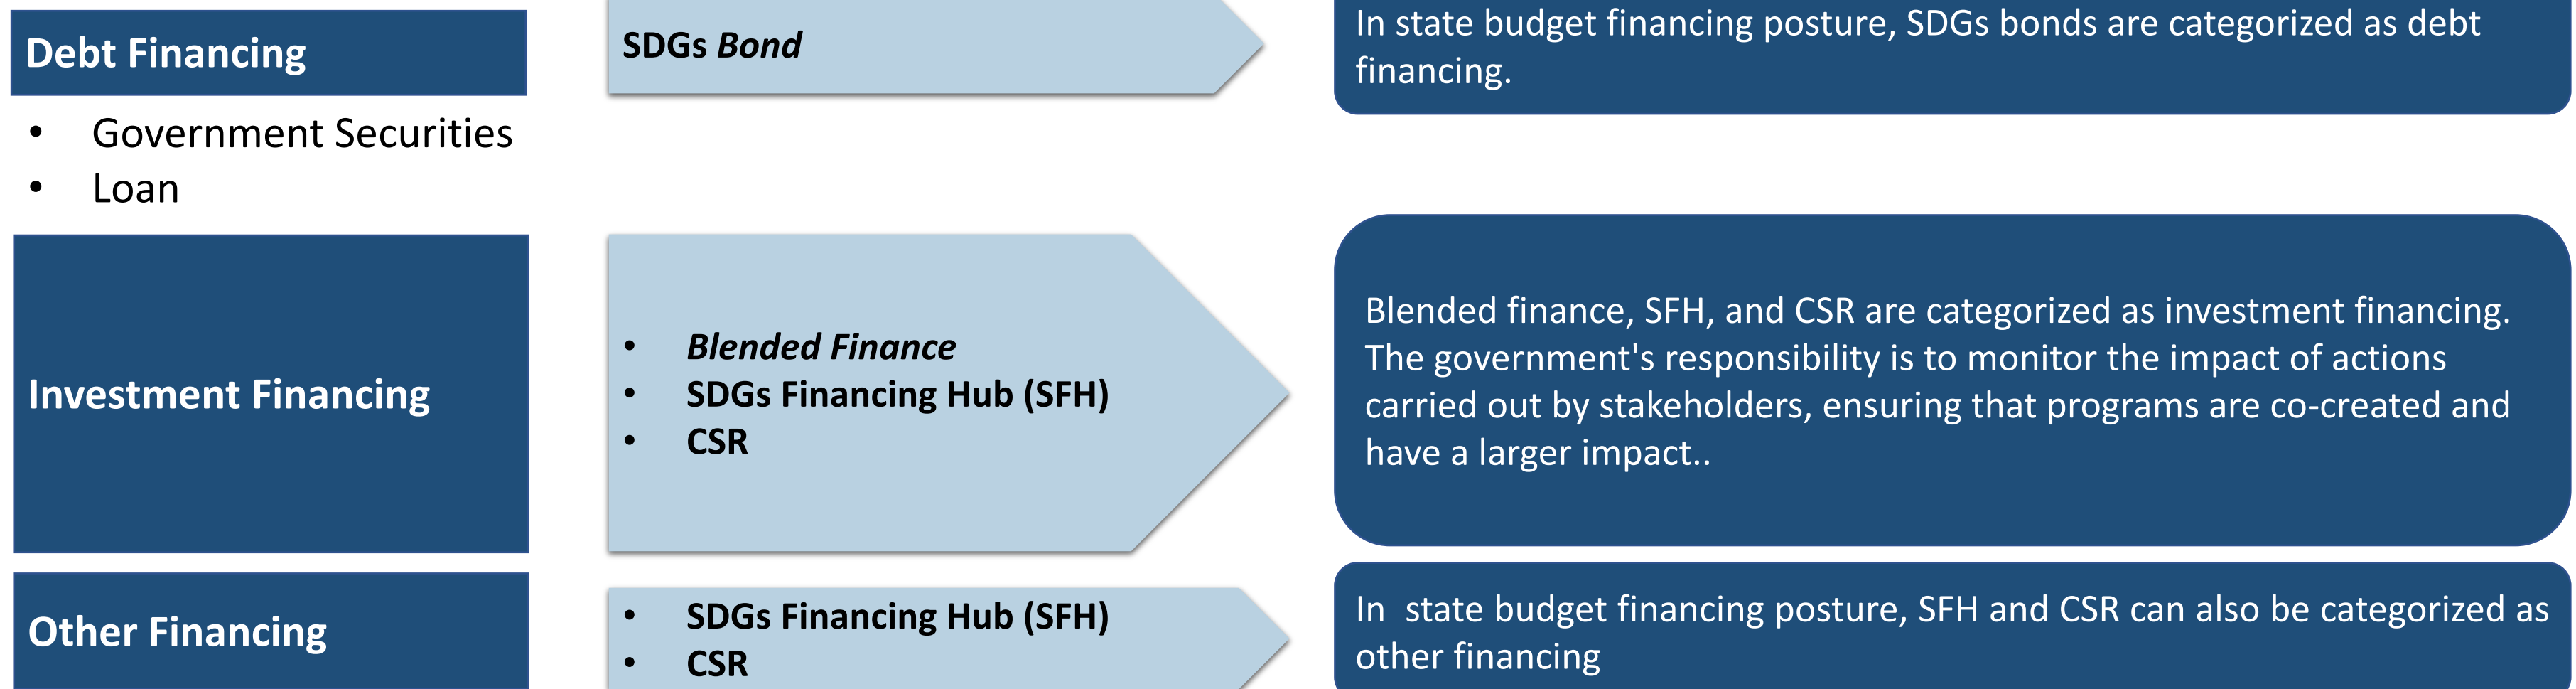 Debt Financing
• Government Securities
• Loan
SDGs Bond
In state budget financing posture, SDGs bonds are categorized as debt
financing.
Investment Financing
• Blended Finance
• SDGs Financing Hub (SFH)
• CSR
Blended finance, SFH, and CSR are categorized as investment financing.
The government's responsibility is to monitor the impact of actions
carried out by stakeholders, ensuring that programs are co-created and
have a larger impact..
Other Financing
• SDGs Financing Hub (SFH)
• CSR
In  state budget financing posture, SFH and CSR can also be categorized as
other financing